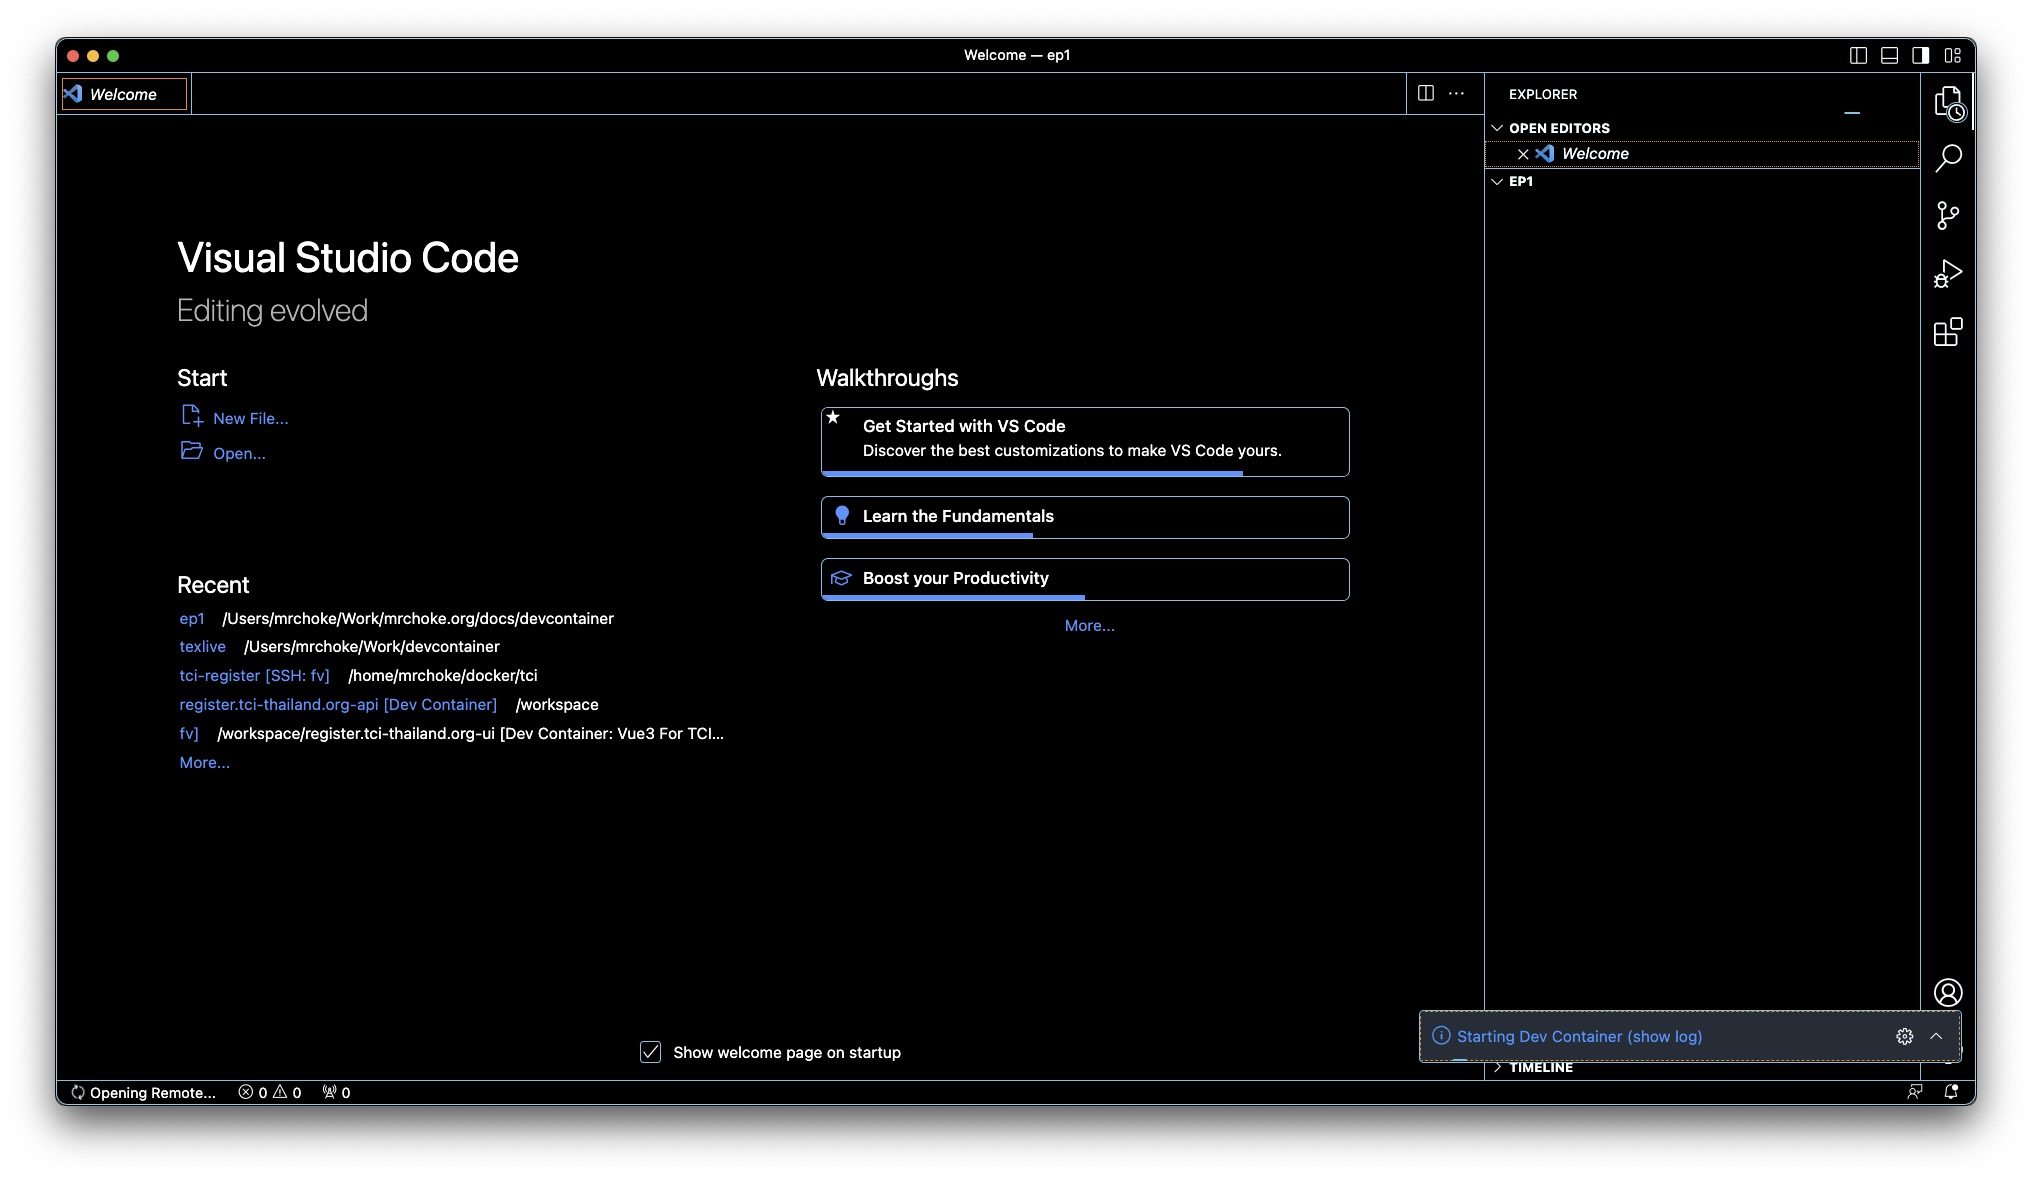 Welcome — ep1
Welcome
Visual Studio Code
Editing evolved
Start
New File...
Open...
Recent
ep1 /Users/mrchoke/Work/mrchoke.org/docs/devcontainer
texlive /Users/mrchoke/Work/devcontainer
tci-register [SSH: fv] /home/mrchoke/docker/tci
register.tci-thailand.org-api [Dev Container] /workspace
fv] /workspace/register.tci-thailand.org-ui [Dev Container: Vue3 For TCI...
More...
Walkthroughs
Get Started with VS Code
Discover the best customizations to make VS Code yours.
Learn the Fundamentals
Boost your Productivity
More...
Show welcome page on startup
EXPLORER
OPEN EDITORS
Welcome
EP1
Starting Dev Container (show log)
TIMELINE
Opening Remote... 0 0 0